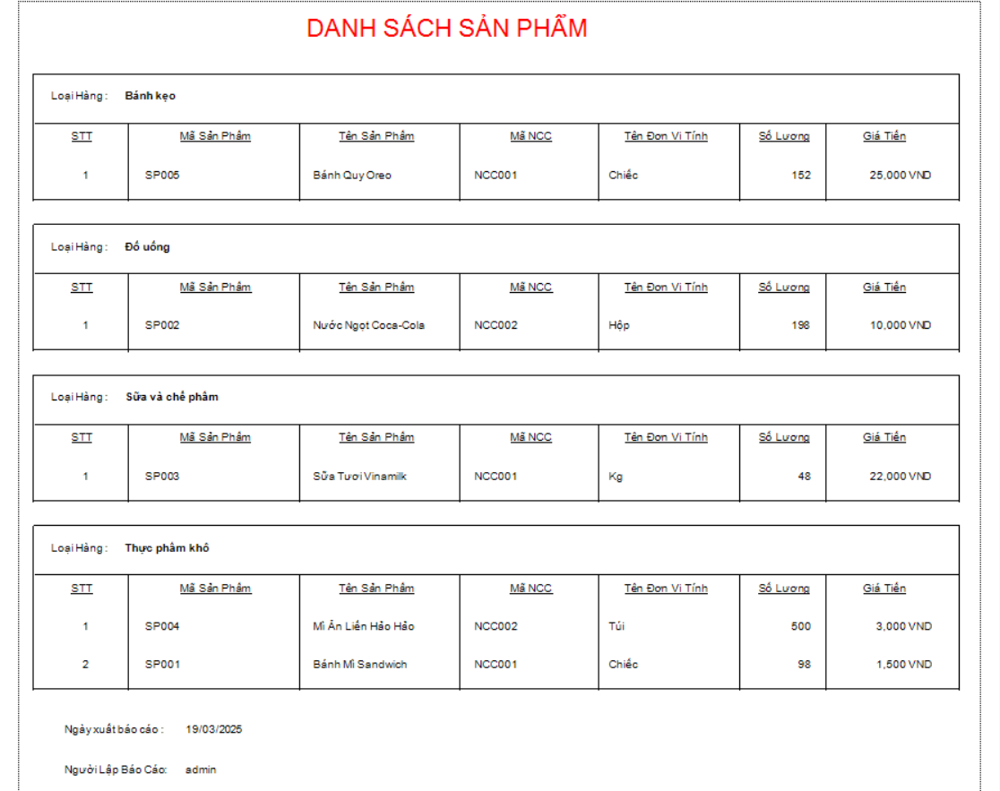 DANH SÁCH SẢN PHẨM
Loại Hàng : Bánh kẹo
STT Mã Sản Phẩm Tên Sản Phẩm Mã NCC Tên Đơn Vị Tính Số Lượng Giá Tiền
1 SP005 Bánh Quy Oreo NCC001 Chiếc 152 25,000 VND
Loại Hàng : Đồ uống
STT Mã Sản Phẩm Tên Sản Phẩm Mã NCC Tên Đơn Vị Tính Số Lượng Giá Tiền
1 SP002 Nước Ngọt Coca-Cola NCC002 Hộp 198 10,000 VND
Loại Hàng : Sữa và chế phẩm
STT Mã Sản Phẩm Tên Sản Phẩm Mã NCC Tên Đơn Vị Tính Số Lượng Giá Tiền
1 SP003 Sữa Tươi Vinamilk NCC001 Kg 48 22,000 VND
Loại Hàng : Thực phẩm khô
STT Mã Sản Phẩm Tên Sản Phẩm Mã NCC Tên Đơn Vị Tính Số Lượng Giá Tiền
1 SP004 Mì Ăn Liền Hảo Hảo NCC002 Túi 500 3,000 VND
2 SP001 Bánh Mì Sandwich NCC001 Chiếc 98 1,500 VND
Ngày xuất báo cáo : 19/03/2025
Người Lập Báo Cáo: admin